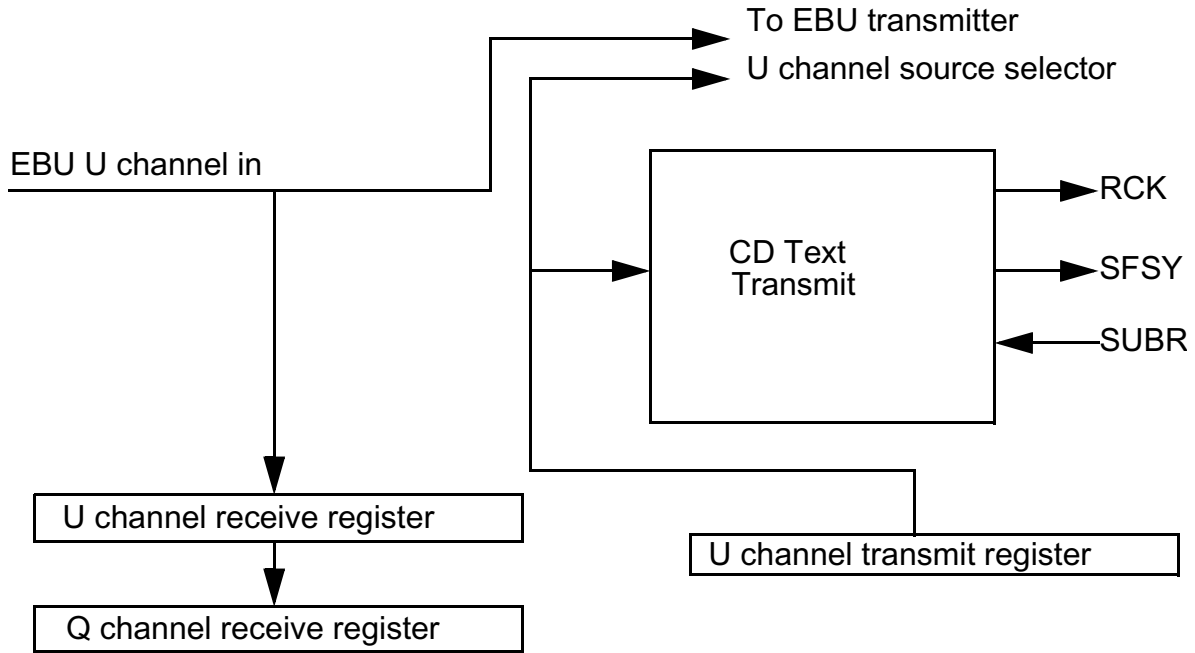 To EBU transmitter
U channel source selector
EBU U channel in
RCK
CD Text
Transmit
SFSY
SUBR
U channel receive register
U channel transmit register
Q channel receive register